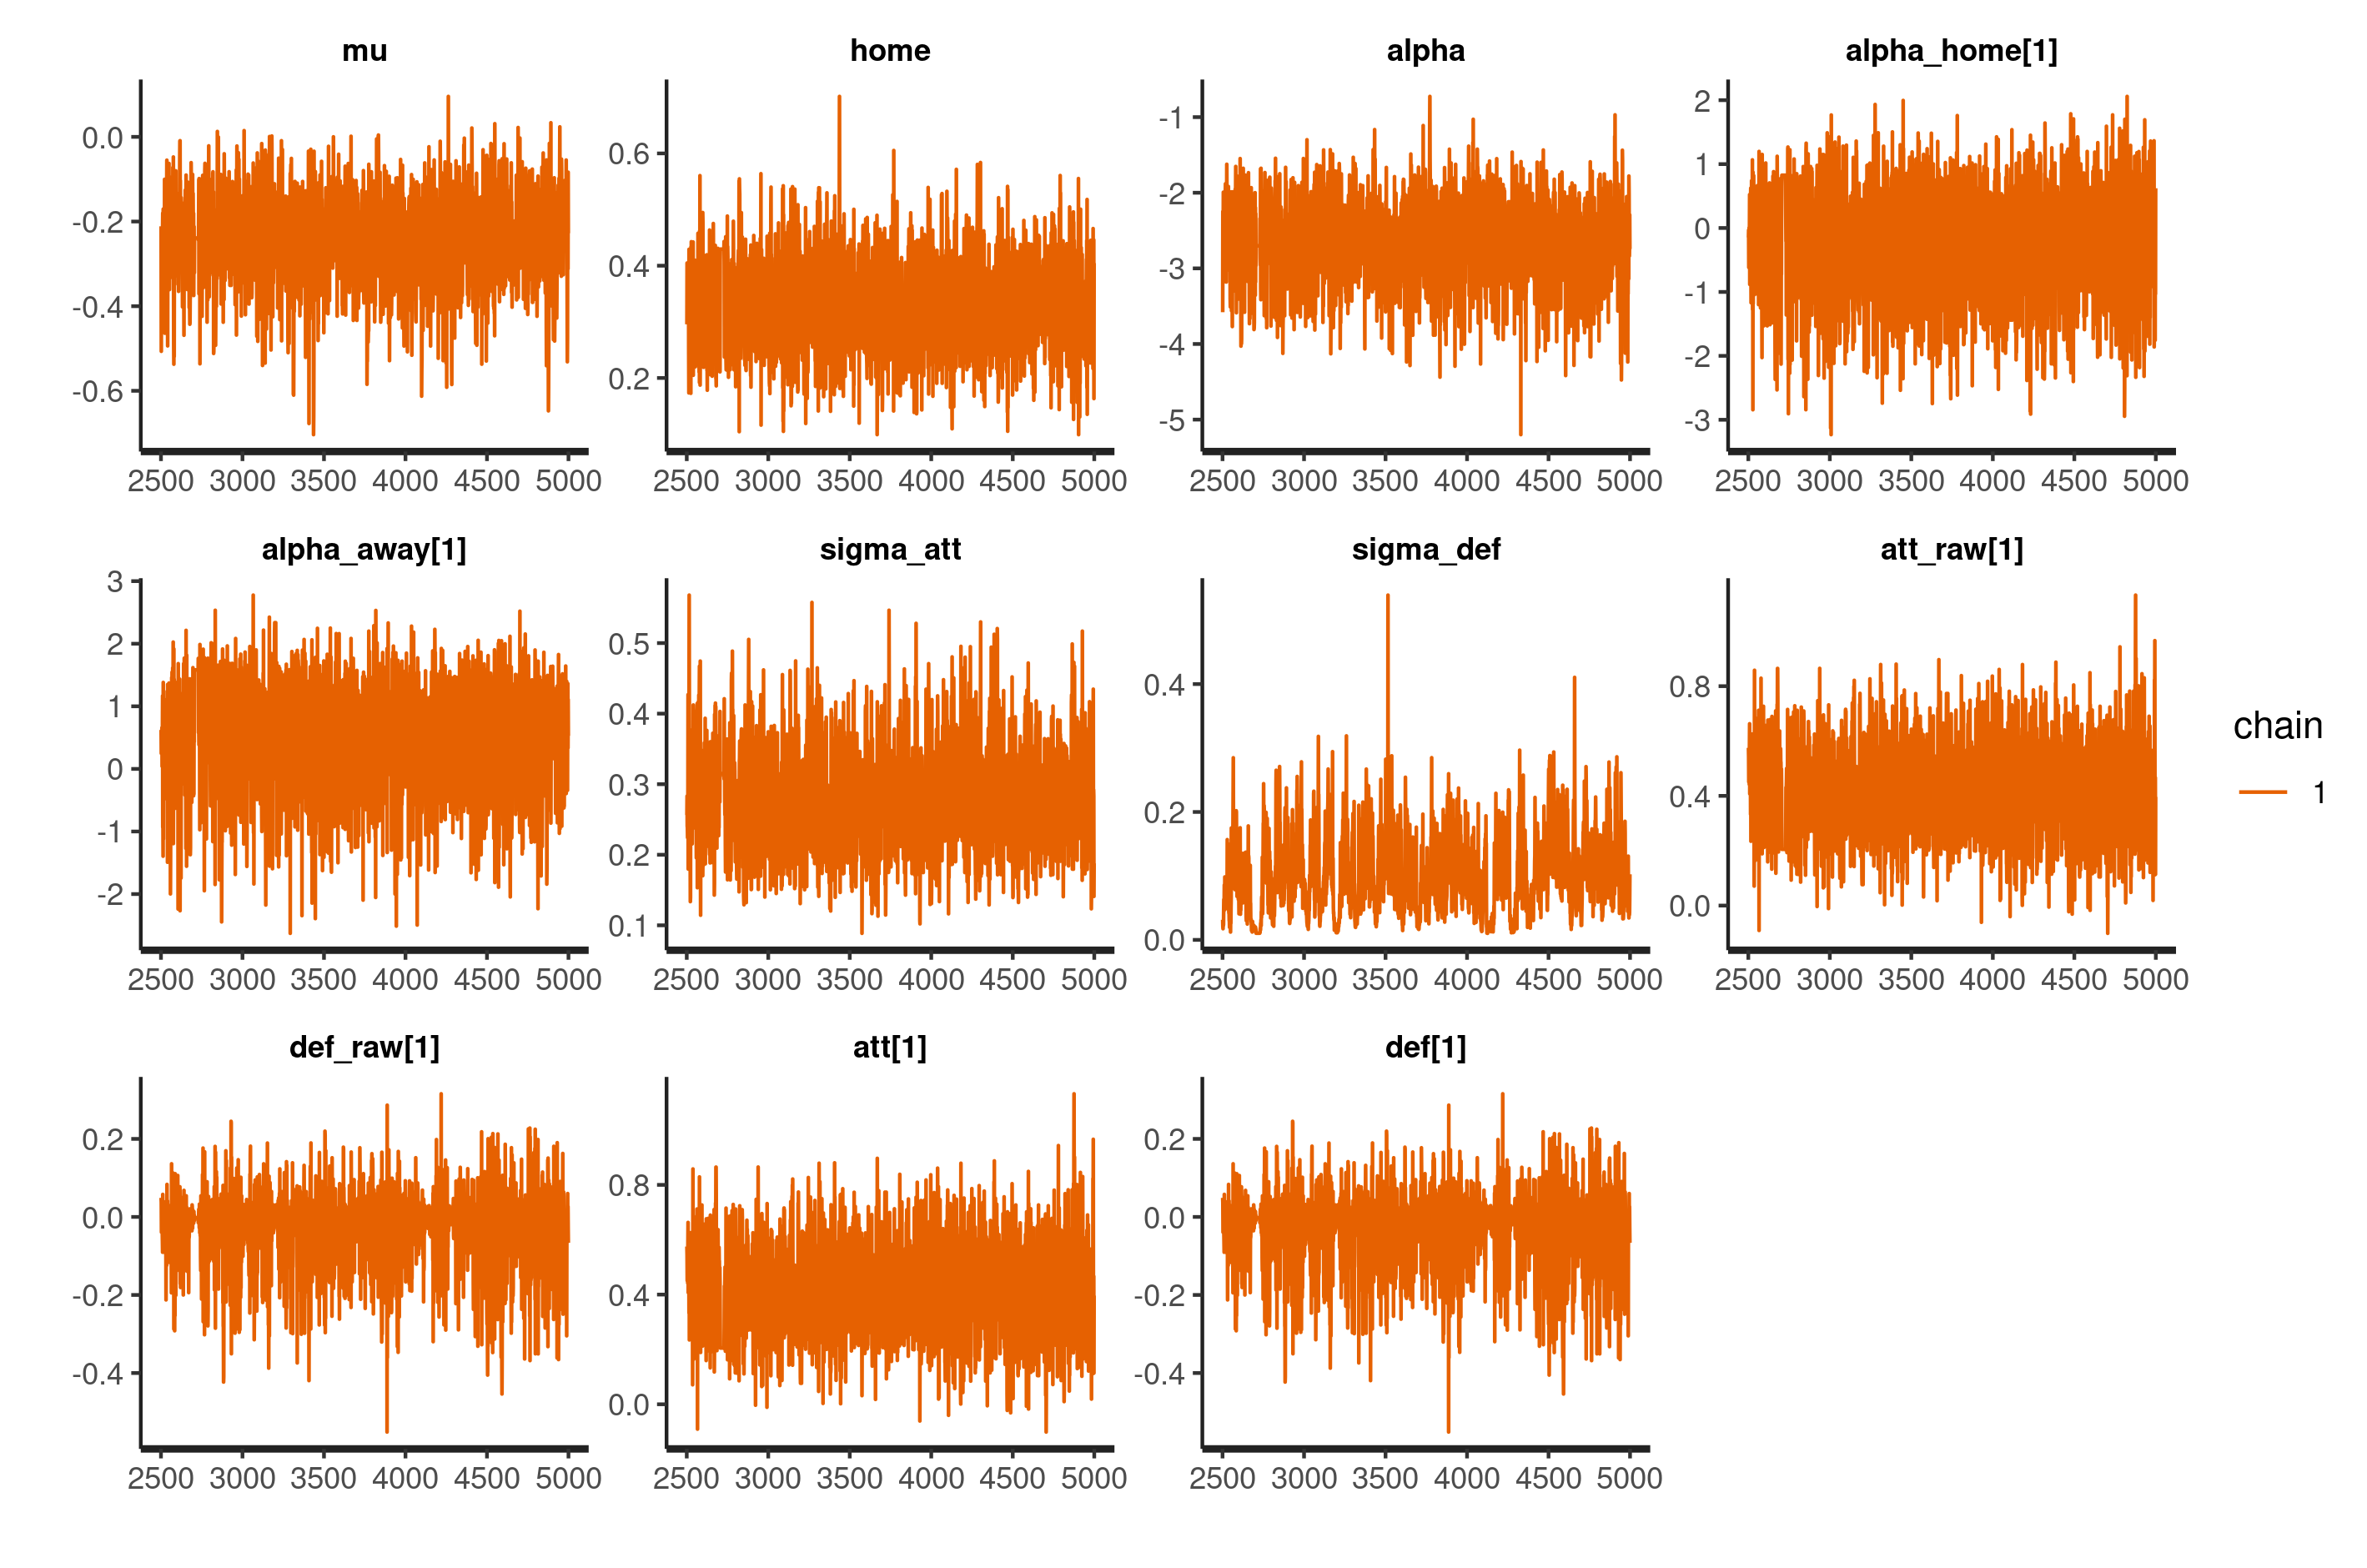 mu home alpha alpha_home[1]
0.0 -0.2 -0.4 -0.6
0.6 0.4 0.2
-1 -2 -3 -4 -5
2 1 0 -1 -2 -3
2500 3000 3500 4000 4500 5000 2500 3000 3500 4000 4500 5000 2500 3000 3500 4000 4500 5000 2500 3000 3500 4000 4500 5000
alpha_away[1] sigma_att sigma_def att_raw[1]
3 2 1 0 -1 -2
0.5 0.4 0.3 0.2 0.1
0.4 0.2 0.0
0.8 0.4 0.0
2500 3000 3500 4000 4500 5000 2500 3000 3500 4000 4500 5000 2500 3000 3500 4000 4500 5000 2500 3000 3500 4000 4500 5000
def_raw[1] att[1] def[1]
0.2 0.0 -0.2 -0.4
0.8 0.4 0.0
0.2 0.0 -0.2 -0.4
2500 3000 3500 4000 4500 5000 2500 3000 3500 4000 4500 5000 2500 3000 3500 4000 4500 5000
chain
1